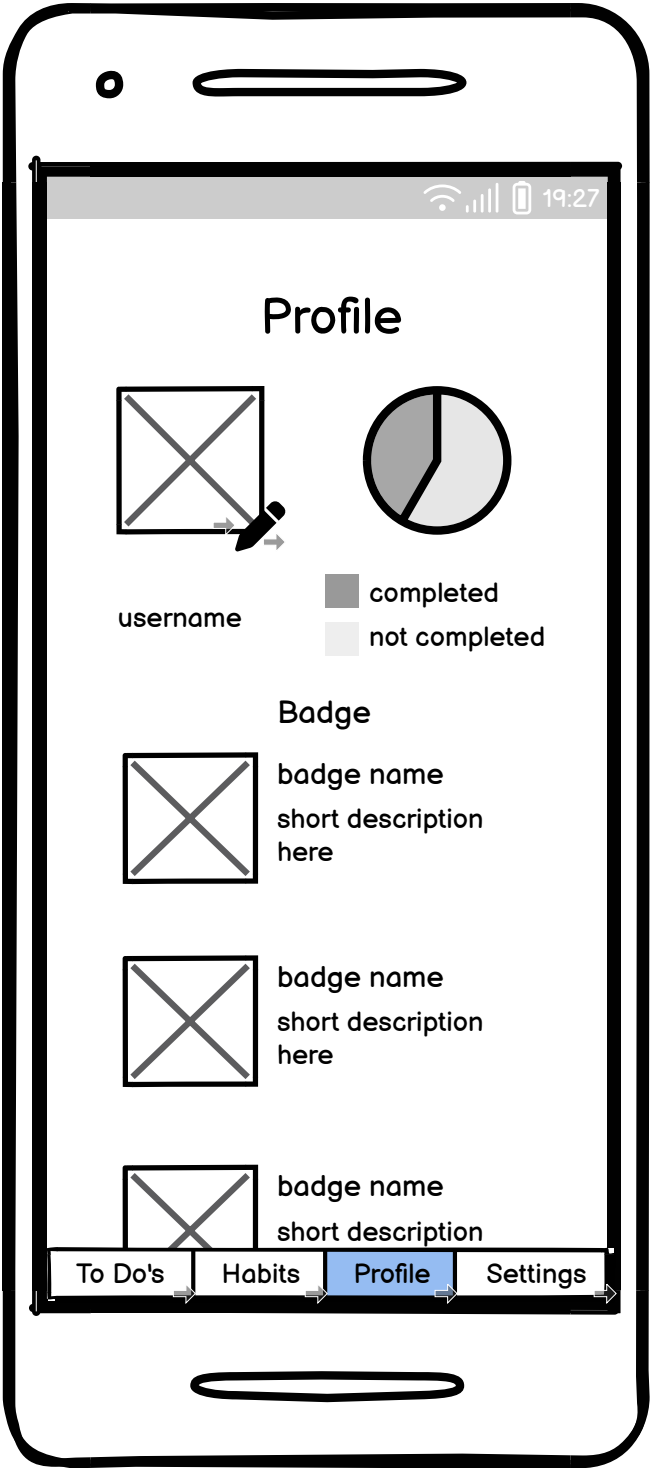 19:27
Profile
username
completed
not completed
Badge
badge name
short description
here
badge name
short description
here
badge name
short description
To Do's
Habits
Profile
Settings